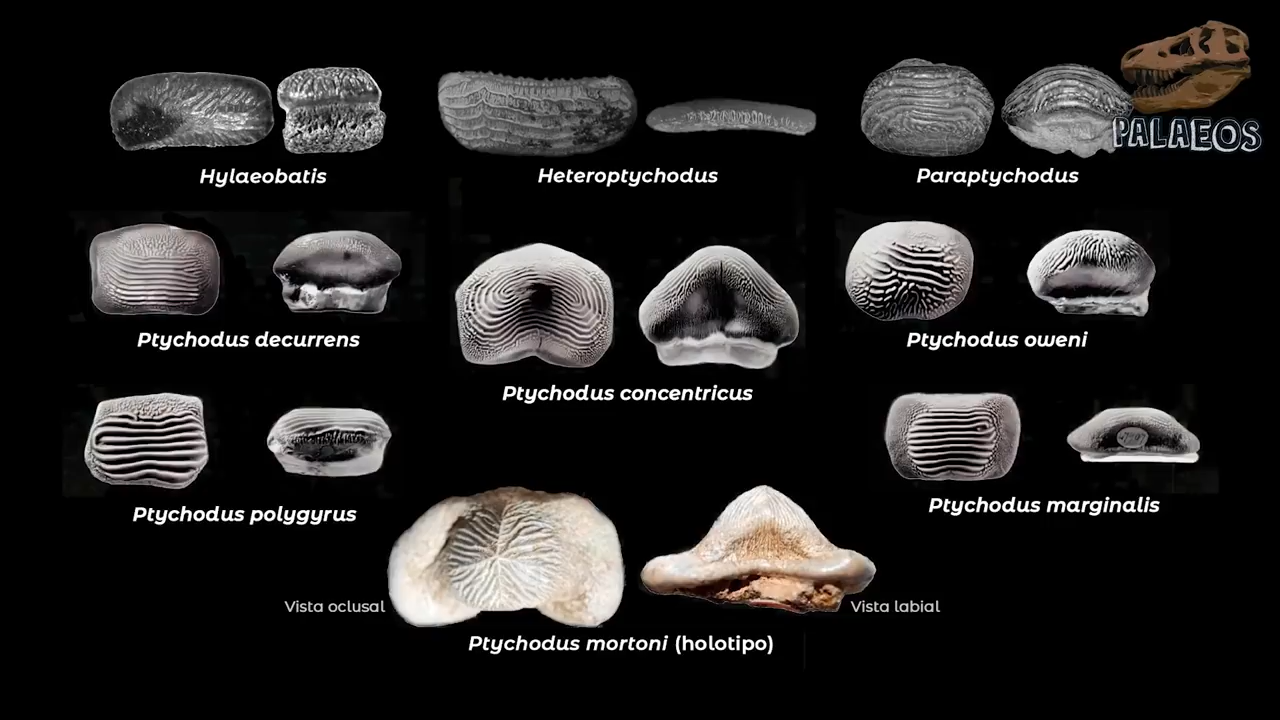 PALAEOS
Hylaeobatis
Heteroptychodus
Paraptychodus
Ptychodus decurrens
Ptychodus concentricus
Ptychodus oweni
Ptychodus polygyrus
Ptychodus marginalis
Vista oclusal
Vista labial
Ptychodus mortoni (holotipo)